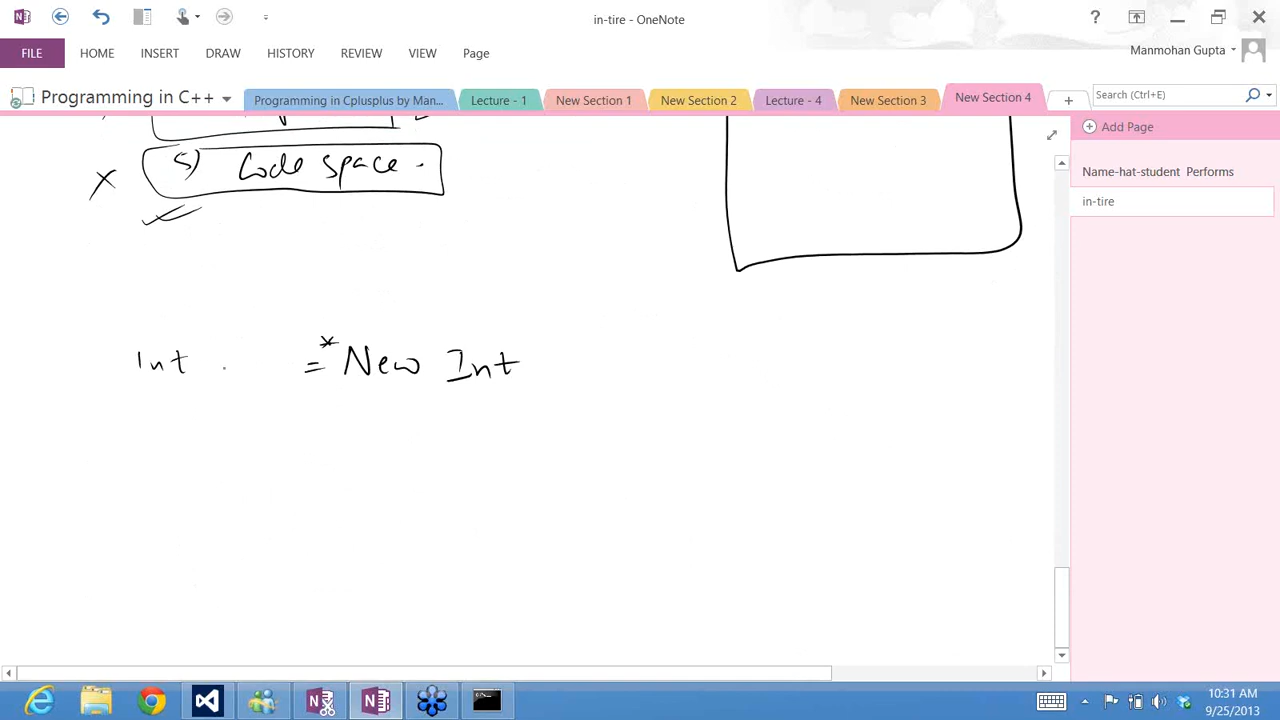 in-tire - OneNote
?
Manmohan Gupta
FILE HOME INSERT DRAW HISTORY REVIEW VIEW Page
Programming in C++
Programming in Cplusplus by Man...
Lecture - 1
New Section 1
New Section 2
Lecture - 4
New Section 3
New Section 4
+
Search (Ctrl+E)
Add Page
Name-hat-student Performs
in-tire
x 5) Code space -
Int . = *New Int
10:31 AM
9/25/2013